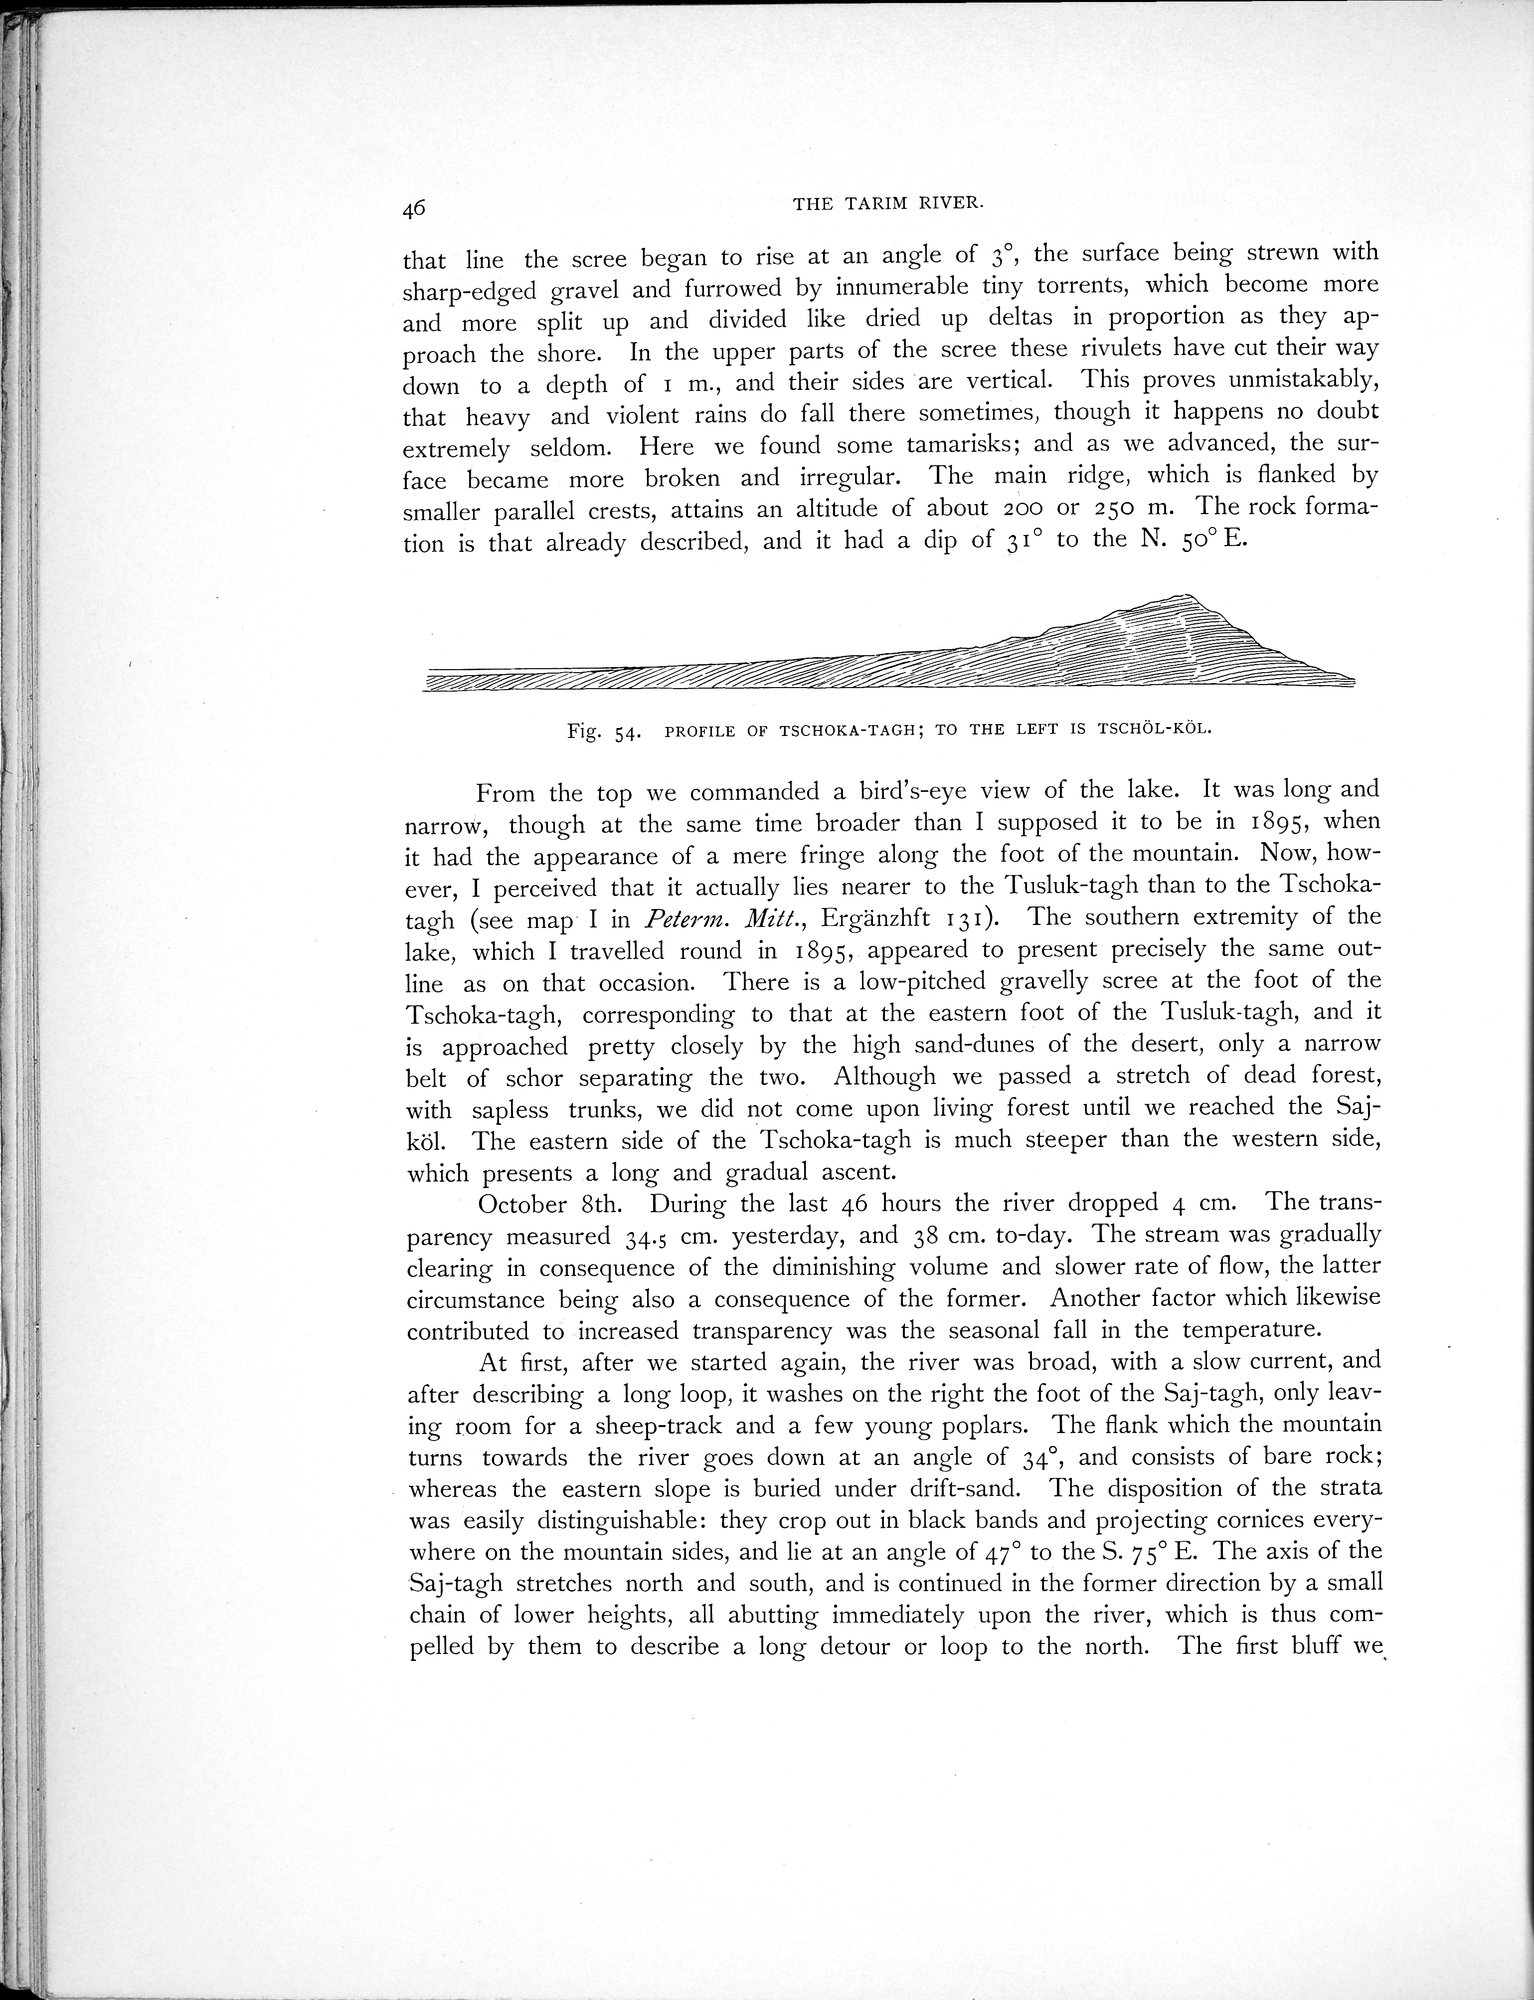 46
THE TARIM RIVER.
that line the scree began to rise at an angle of 3°, the surface being strewn with
sharp-edged gravel and furrowed by innumerable tiny torrents, which become more
and more split up and divided like dried up deltas in proportion as they ap-
proach the shore. In the upper parts of the scree these rivulets have cut their way
down to a depth of 1 m., and their sides are vertical. This proves unmistakably,
that heavy and violent rains do fall there sometimes, though it happens no doubt
extremely seldom. Here we found some tamarisks; and as we advanced, the sur-
face became more broken and irregular. The main ridge, which is flanked by
smaller parallel crests, attains an altitude of about 200 or 250 m. The rock forma-
tion is that already described, and it had a dip of 31° to the N. 50° E.
Fig. 54. PROFILE OF TSCHOKA-TAGH; TO THE LEFT IS TSCHÖL-KÖL.
From the top we commanded a bird's-eye view of the lake. It was long and
narrow, though at the same time broader than I supposed it to be in 1895, when
it had the appearance of a mere fringe along the foot of the mountain. Now, how-
ever, I perceived that it actually lies nearer to the Tusluk-tagh than to the Tschoka-
tagh (see map I in Peterm. Mitt., Ergänzhft 131). The southern extremity of the
lake, which I travelled round in 1895, appeared to present precisely the same out-
line as on that occasion. There is a low-pitched gravelly scree at the foot of the
Tschoka-tagh, corresponding to that at the eastern foot of the Tusluk-tagh, and it
is approached pretty closely by the high sand-dunes of the desert, only a narrow
belt of schor separating the two. Although we passed a stretch of dead forest,
with sapless trunks, we did not come upon living forest until we reached the Saj-
köl. The eastern side of the Tschoka-tagh is much steeper than the western side,
which presents a long and gradual ascent.
October 8th. During the last 46 hours the river dropped 4 cm. The trans-
parency measured 34.5 cm. yesterday, and 38 cm. to-day. The stream was gradually
clearing in consequence of the diminishing volume and slower rate of flow, the latter
circumstance being also a consequence of the former. Another factor which likewise
contributed to increased transparency was the seasonal fall in the temperature.
At first, after we started again, the river was broad, with a slow current, and
after describing a long loop, it washes on the right the foot of the Saj-tagh, only leav-
ing room for a sheep-track and a few young poplars. The flank which the mountain
turns towards the river goes down at an angle of 34°, and consists of bare rock;
whereas the eastern slope is buried under drift-sand. The disposition of the strata
was easily distinguishable: they crop out in black bands and projecting cornices every-
where on the mountain sides, and lie at an angle of 47° to the S. 75° E. The axis of the
Saj-tagh stretches north and south, and is continued in the former direction by a small
chain of lower heights, all abutting immediately upon the river, which is thus com-
pelled by them to describe a long detour or loop to the north. The first bluff we